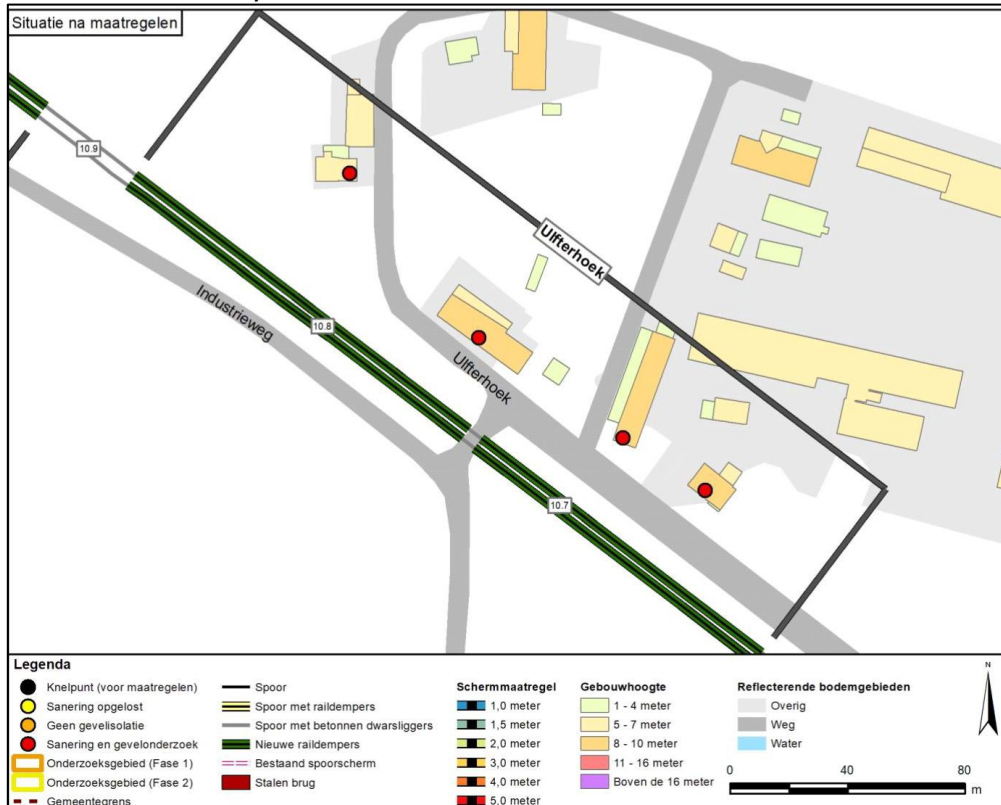 Situatie na maatregelen
10.9
Ulfterhoek
Industrieweg
10.8
Ulfterhoek
10.7
Legenda
Knelpunt (voor maatregelen)
Sanering opgelost
Geen gevelisolatie
Sanering en gevelonderzoek
Onderzoeksgebied (Fase 1)
Onderzoeksgebied (Fase 2)
Gemeentegrens
Spoor
Spoor met raildempers
Spoor met betonnen dwarsliggers
Nieuwe raildempers
Bestaand spoorscherm
Stalen brug
Schermmaatregel
1,0 meter
1,5 meter
2,0 meter
3,0 meter
4,0 meter
5,0 meter
Gebouwhoogte
1 - 4 meter
5 - 7 meter
8 - 10 meter
11 - 16 meter
Boven de 16 meter
Reflecterende bodemgebieden
Overig
Weg
Water
N
0 40 80
m